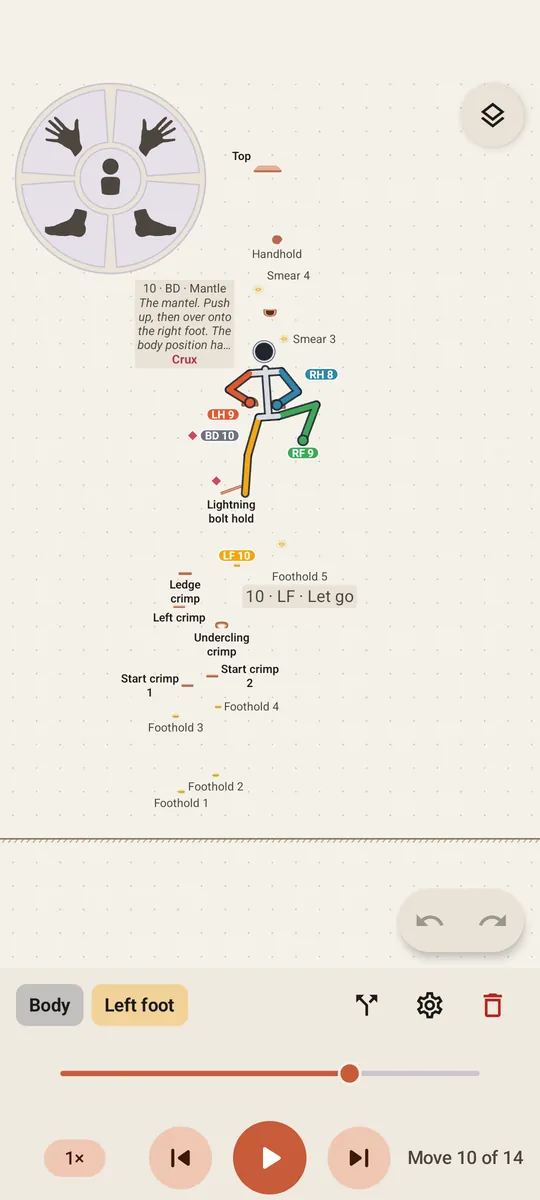 Top
Handhold
Smear 4
10 · BD · Mantle
The mantel. Push
up, then over onto
the right foot. The
body position ha...
Crux
Smear 3
RH 8
LH 9
BD 10
RF 9
Lightning
bolt hold
LF 10
Foothold 5
10 · LF · Let go
Ledge
crimp
Left crimp
Undercling
crimp
Start crimp
2
Start crimp
1
Foothold 4
Foothold 3
Foothold 2
Foothold 1
Body
Left foot
1×
Move 10 of 14